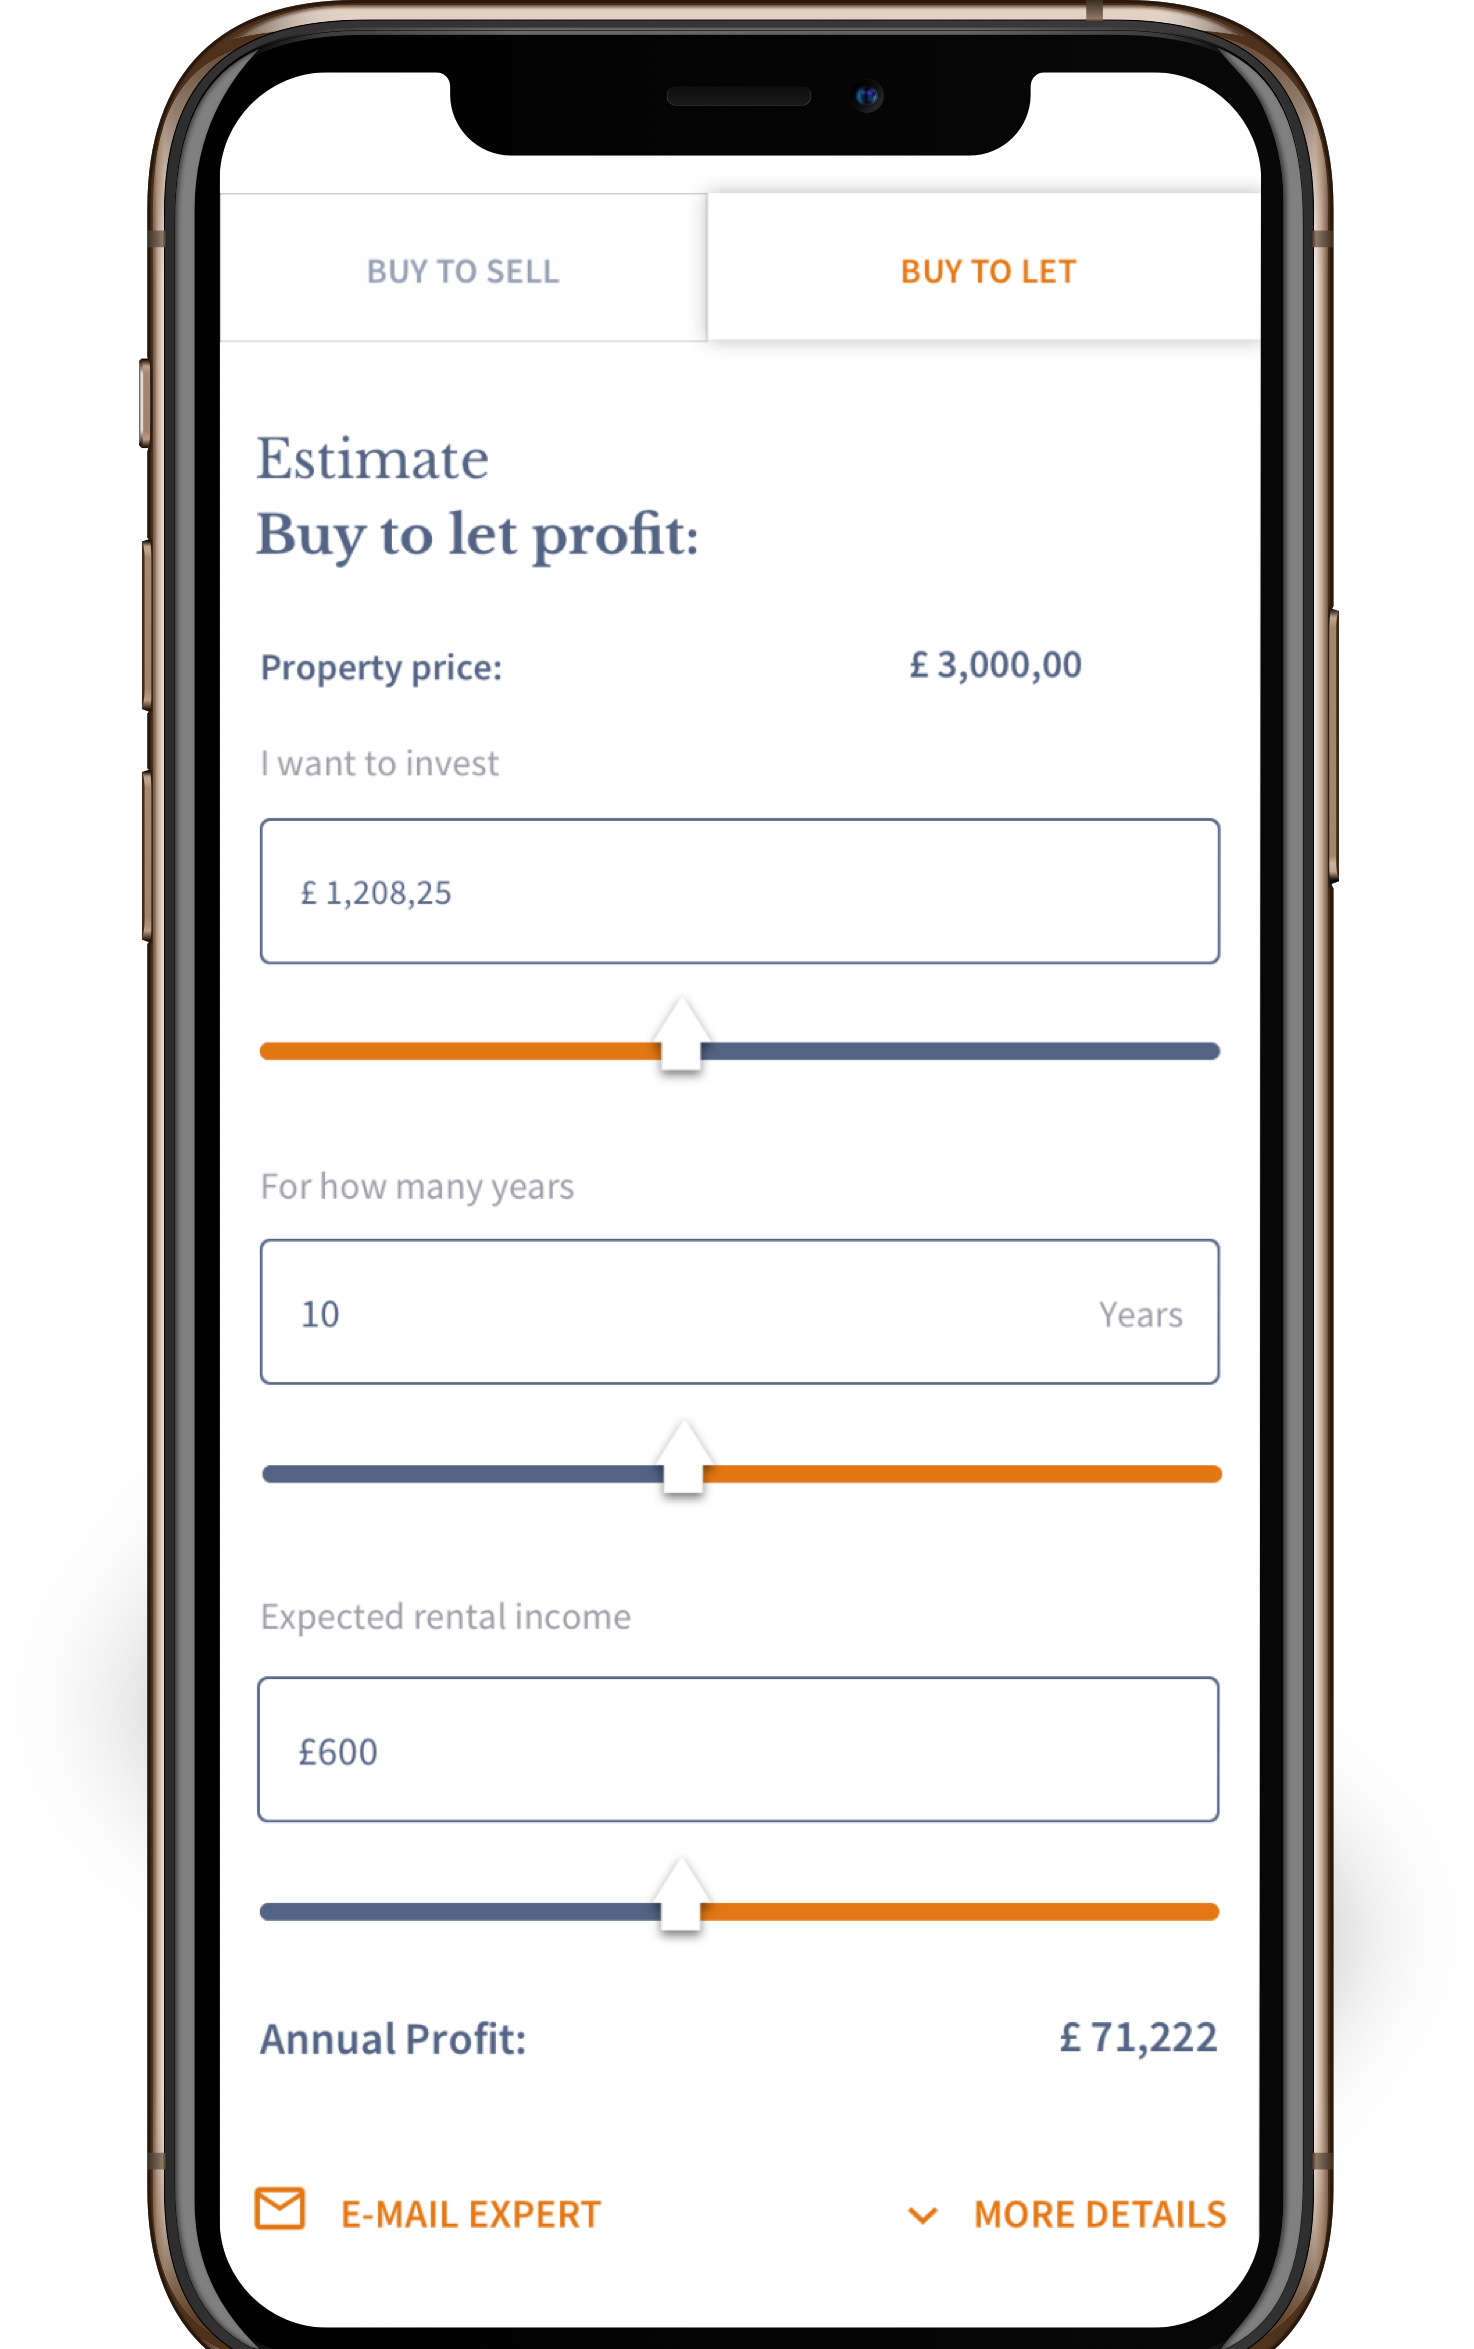 BUY TO SELL
BUY TO LET
Estimate
Buy to let profit:
Property price:
£ 3,000,00
I want to invest
£ 1,208,25
For how many years
10
Years
Expected rental income
£600
Annual Profit:
£ 71,222
E-MAIL EXPERT
MORE DETAILS